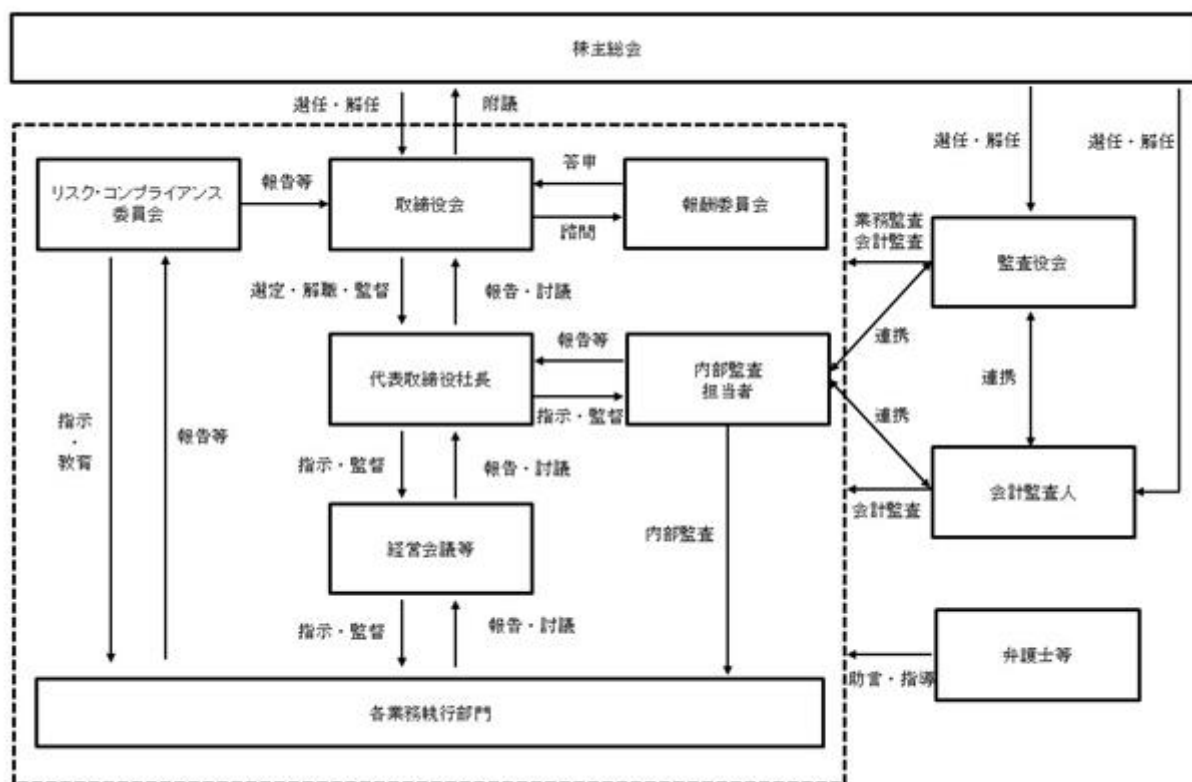 株主総会
選任・解任
附議
選任・解任
選任・解任
リスク・コンプライアンス
委員会
報告等
取締役会
答申
諮問
報酬委員会
業務監査
会計監査
監査役会
選定・解職・監督
報告・討議
連携
代表取締役社長
報告等
指示・監督
内部監査
担当者
連携
連携
指示
・
教育
報告等
指示・監督
報告・討議
会計監査
会計監査人
経営会議等
内部監査
指示・監督
報告・討議
弁護士等
助言・指導
各業務執行部門